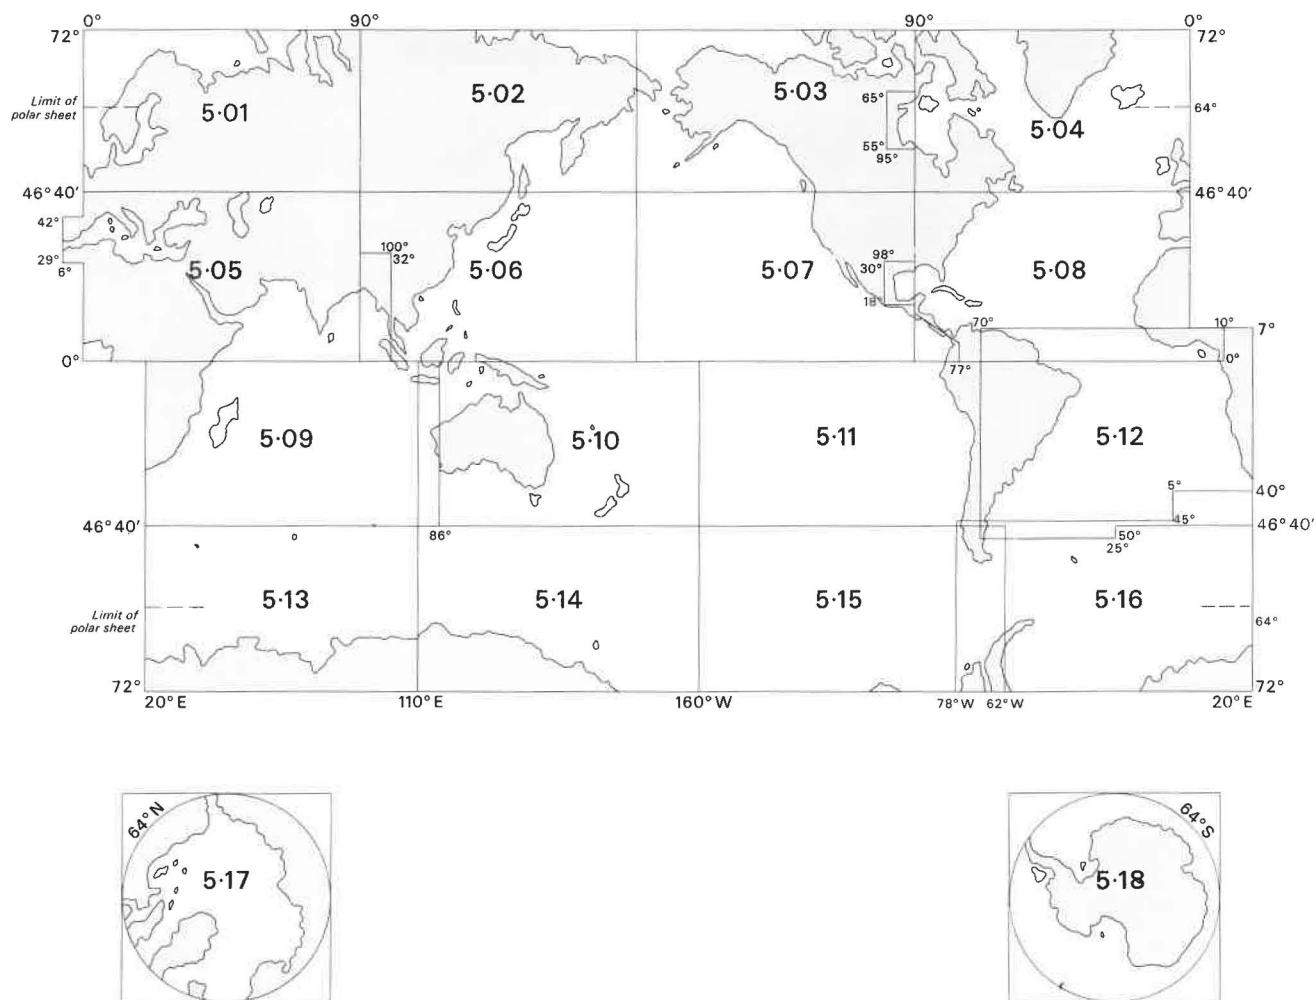 0° 90° 90° 0°
72° 72°
5·02 5·03
Limit of
polar sheet
5·01
65°
64°
5·04
55°
95°
46°40′ 46°40′
42°
100°
32°
98°
29°
30°
6°
5·05 5·06 5·07 5·08
18°
70° 10° 7°
0° 0°
77°
5·09 5·10 5·11 5·12
5° 40°
45°
46°40′ 46°40′
86° 50°
25°
5·13 5·14 5·15 5·16
Limit of
polar sheet
64°
72° 72°
20°E 110°E 160°W 78°W 62°W 20°E
64°N 64°S
5·17 5·18